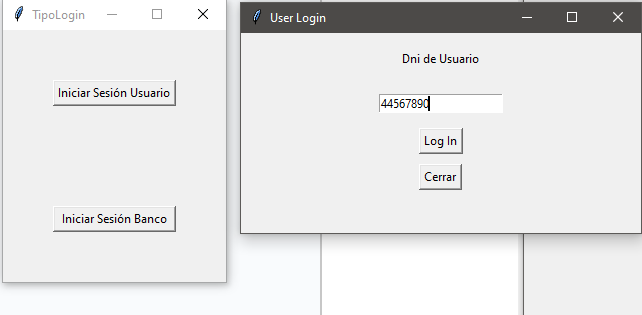 TipoLogin
Iniciar Sesión Usuario
Iniciar Sesión Banco
User Login
Dni de Usuario
44567890
Log In
Cerrar